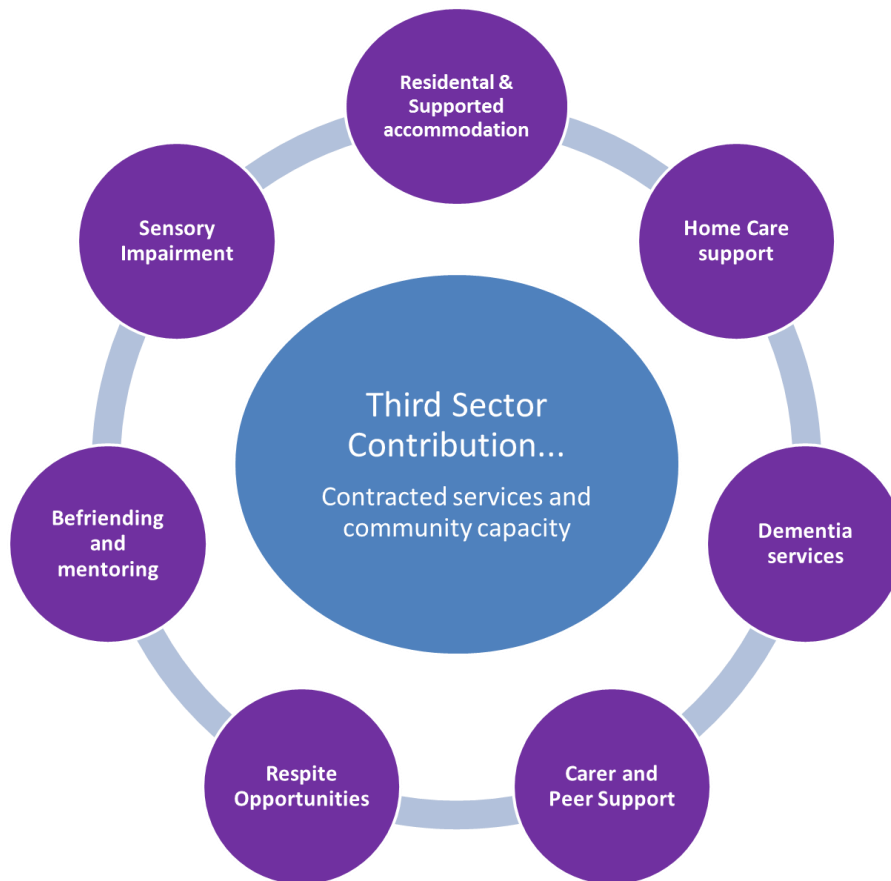 Residental &
Supported
accommodation
Home Care
support
Dementia
services
Carer and
Peer Support
Respite
Opportunities
Befriending
and
mentoring
Sensory
Impairment
Third Sector
Contribution...
Contracted services and
community capacity